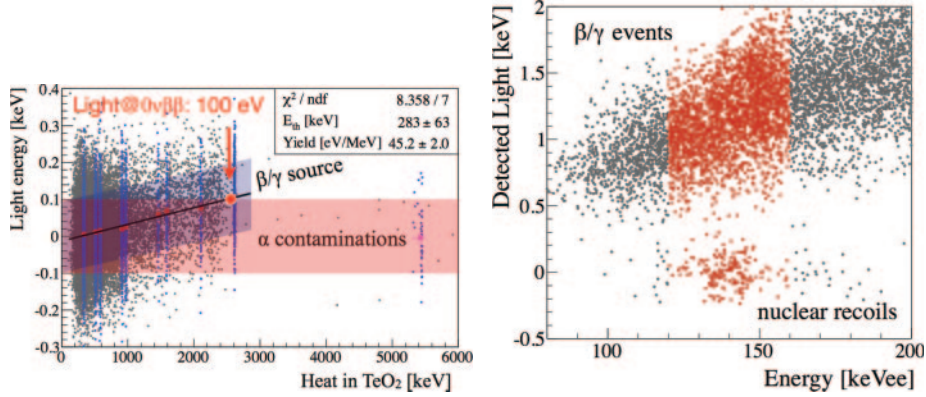 Light@0νββ: 100 eV
χ² / ndf 8.358 / 7
E_th [keV] 283 ± 63
Yield [eV/MeV] 45.2 ± 2.0
β/γ source
α contaminations
Light energy [keV]
0.4
0.3
0.2
0.1
0
-0.1
-0.2
-0.3
0 1000 2000 3000 4000 5000 6000
Heat in TeO₂ [keV]
β/γ events
nuclear recoils
Detected Light [keV]
2
1.5
1
0.5
0
-0.5
100 150 200
Energy [keVee]